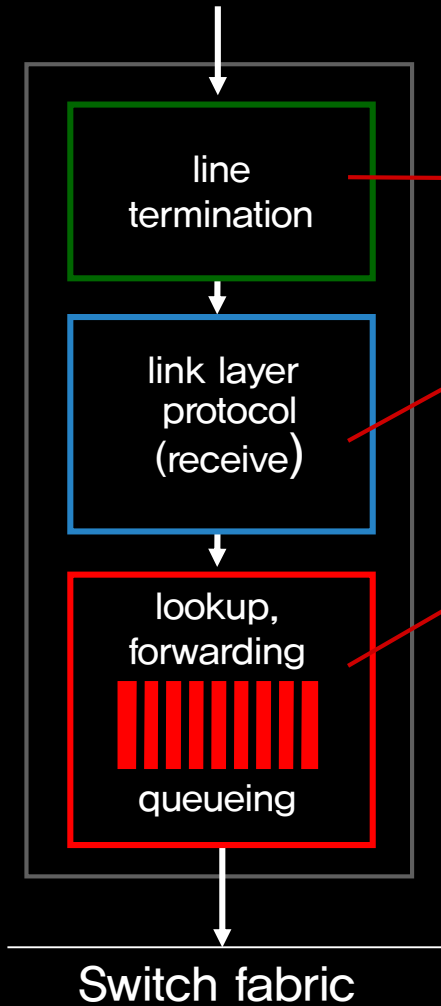 line
termination
link layer
protocol
(receive)
lookup,
forwarding
queueing
Switch fabric